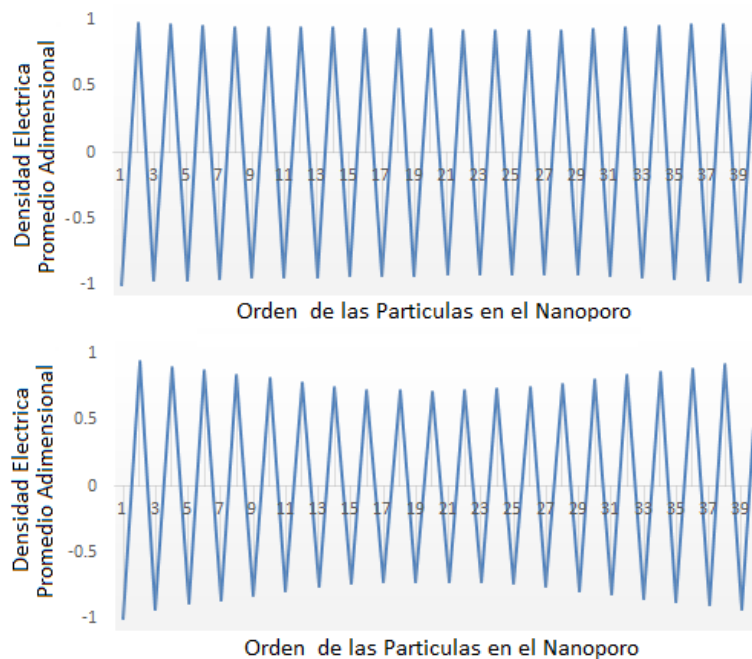 Densidad Electrica
Promedio Adimensional
1
0.5
0
-0.5
-1
1 3 5 7 9 11 13 15 17 19 21 23 25 27 29 31 33 35 37 39
Orden de las Particulas en el Nanoporo
Densidad Electrica
Promedio Adimensional
1
0.5
0
-0.5
-1
1 3 5 7 9 11 13 15 17 19 21 23 25 27 29 31 33 35 37 39
Orden de las Particulas en el Nanoporo